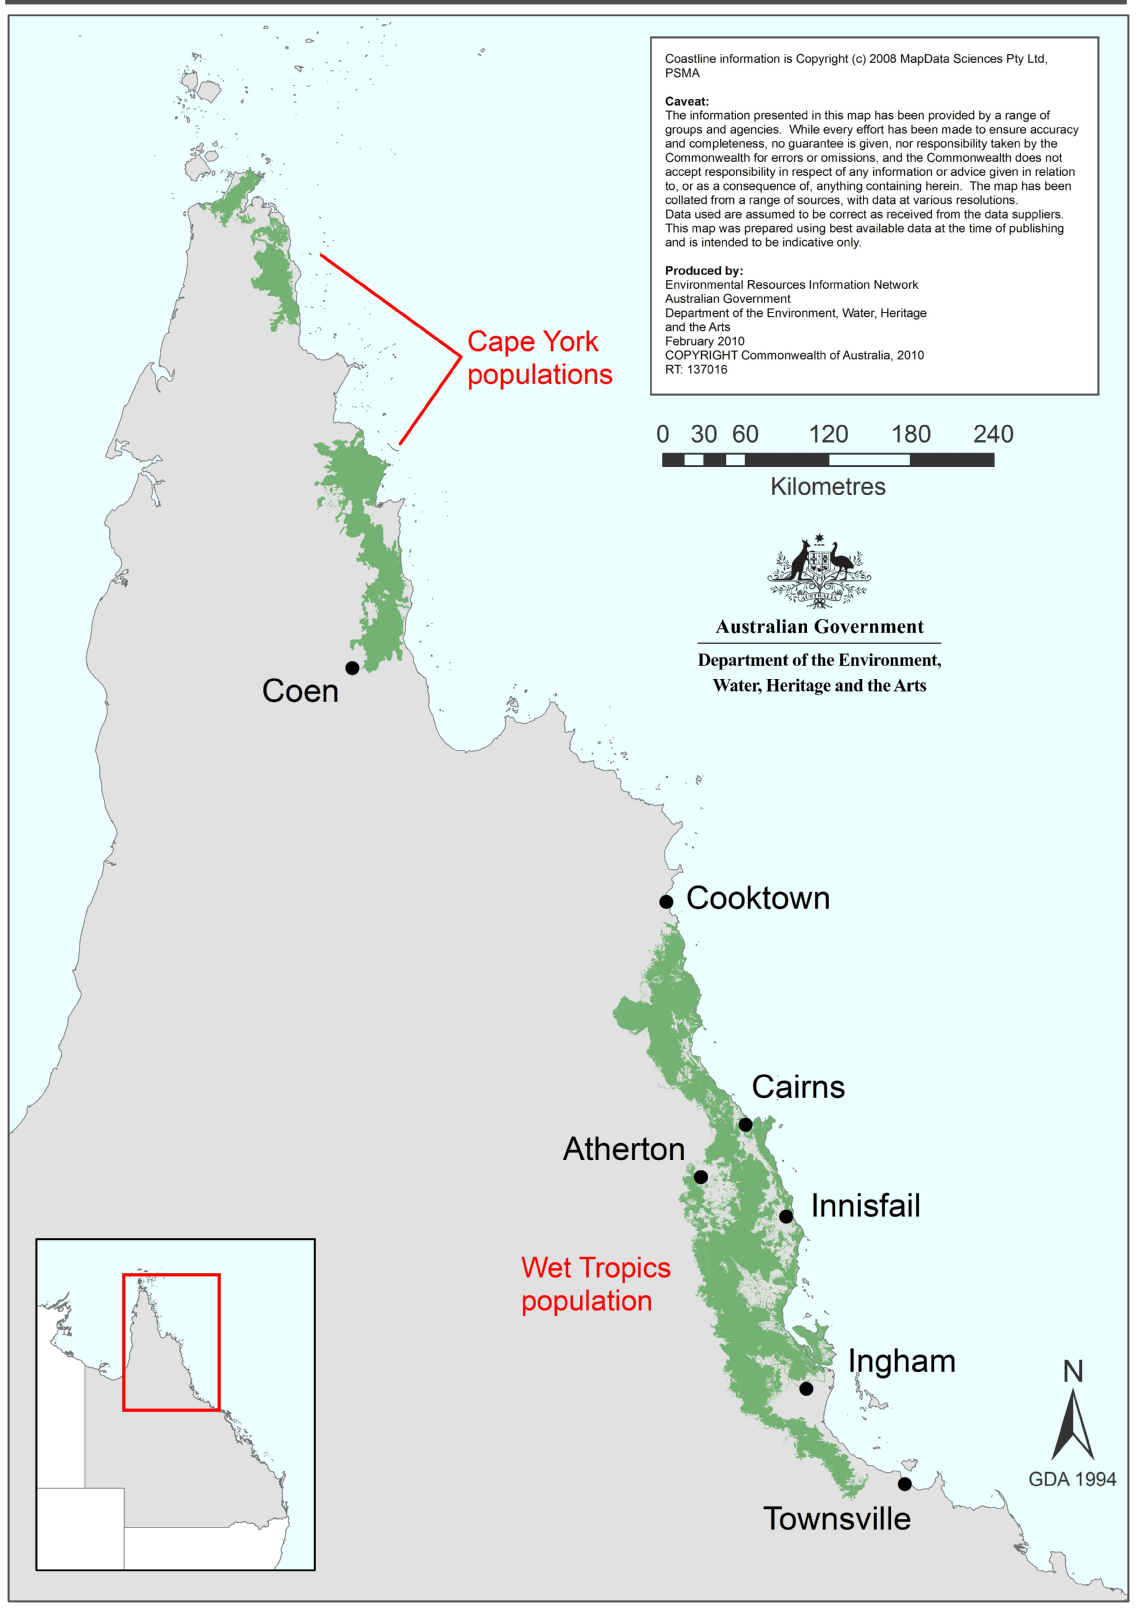 Coastline information is Copyright (c) 2008 MapData Sciences Pty Ltd,
PSMA
Caveat:
The information presented in this map has been provided by a range of
groups and agencies. While every effort has been made to ensure accuracy
and completeness, no guarantee is given, nor responsibility taken by the
Commonwealth for errors or omissions, and the Commonwealth does not
accept responsibility in respect of any information or advice given in relation
to, or as a consequence of, anything containing herein. The map has been
collated from a range of sources, with data at various resolutions.
Data used are assumed to be correct as received from the data suppliers.
This map was prepared using best available data at the time of publishing
and is intended to be indicative only.
Produced by:
Environmental Resources Information Network
Australian Government
Department of the Environment, Water, Heritage
and the Arts
February 2010
COPYRIGHT Commonwealth of Australia, 2010
RT: 137016
Cape York
populations
0 30 60 120 180 240
Kilometres
AUSTRALIA
Australian Government
Department of the Environment,
Water, Heritage and the Arts
Coen
Cooktown
Cairns
Atherton
Innisfail
Wet Tropics
population
Ingham
N
GDA 1994
Townsville